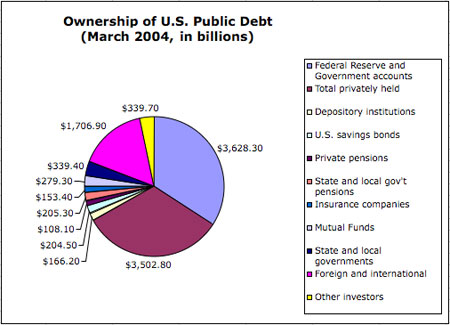 Ownership of U.S. Public Debt
(March 2004, in billions)
$339.70
$1,706.90
$3,628.30
$339.40
$279.30
$153.40
$205.30
$108.10
$204.50
$166.20
$3,502.80
Federal Reserve and
Government accounts
Total privately held
Depository institutions
U.S. savings bonds
Private pensions
State and local gov't
pensions
Insurance companies
Mutual Funds
State and local
governments
Foreign and international
Other investors